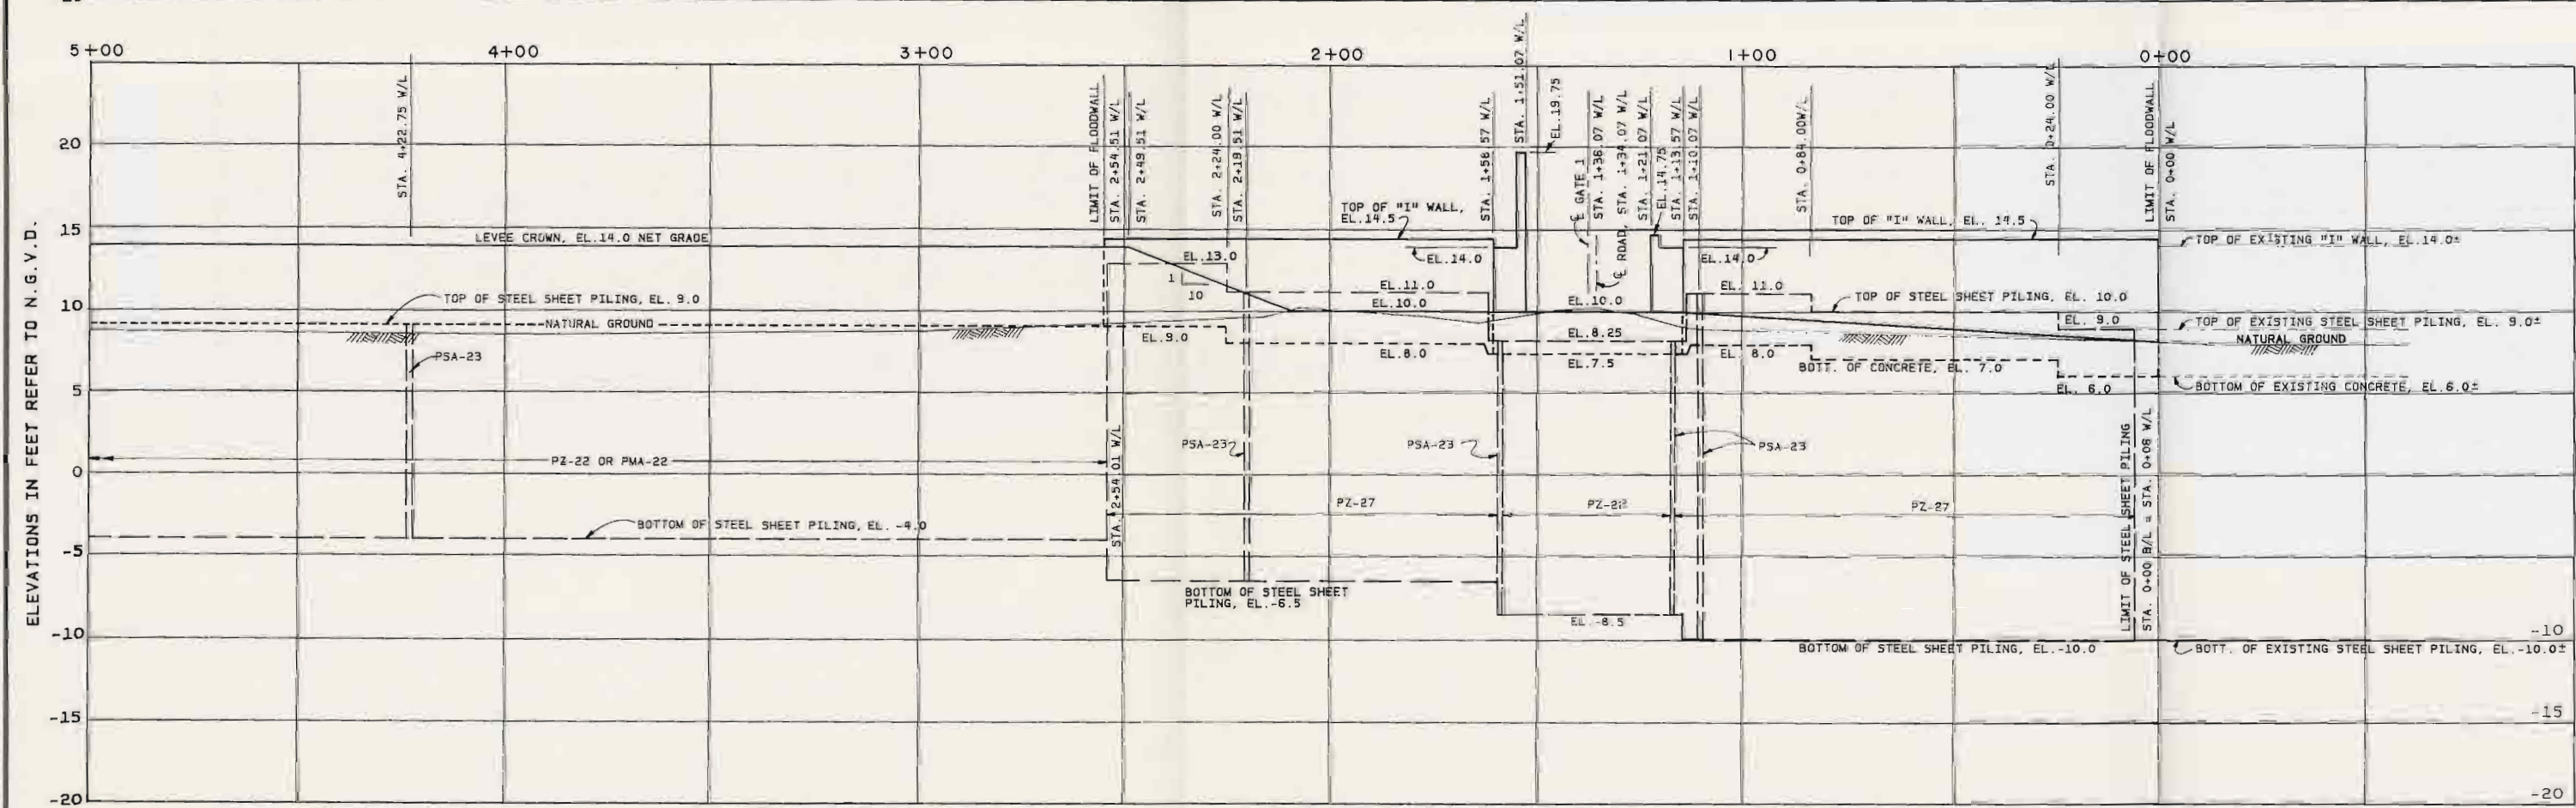 5+00
4+00
3+00
2+00
1+00
0+00
ELEVATIONS IN FEET REFER TO N.G.V.D.
20
15
10
5
0
-5
-10
-15
-20
STA. 4+22.75 W/L
LIMIT OF FLOODWALL
STA. 2+54.51 W/L
STA. 2+49.51 W/L
STA. 2+24.00 W/L
STA. 2+19.51 W/L
STA. 1+58.57 W/L
STA. 1+51.07 W/L
EL.19.75
℄ GATE 1
STA. 1+36.07 W/L
℄ ROAD, STA. 1+34.07 W/L
STA. 1+21.07 W/L
EL.14.75
STA. 1+13.57 W/L
STA. 1+10.07 W/L
STA. 0+84.00W/L
STA. 0+24.00 W/L
LIMIT OF FLOODWALL
STA. 0+00 W/L
LEVEE CROWN, EL.14.0 NET GRADE
TOP OF "I" WALL,
EL.14.5
TOP OF "I" WALL, EL. 14.5
TOP OF EXISTING "I" WALL, EL.14.0±
EL.14.0
EL.14.0
EL.13.0
1
10
EL.11.0
EL.10.0
EL.10.0
EL. 11.0
TOP OF STEEL SHEET PILING, EL. 9.0
TOP OF STEEL SHEET PILING, EL. 10.0
EL. 9.0
TOP OF EXISTING STEEL SHEET PILING, EL. 9.0±
NATURAL GROUND
NATURAL GROUND
EL.9.0
EL.8.0
EL.8.25
EL.7.5
EL. 8.0
BOTT. OF CONCRETE, EL. 7.0
EL. 6.0
BOTTOM OF EXISTING CONCRETE, EL.6.0±
PSA-23
PSA-23
PSA-23
PSA-23
PZ-22 OR PMA-22
STA. 2+54.01 W/L
PZ-27
PZ-22
PZ-27
BOTTOM OF STEEL SHEET PILING, EL. -4.0
BOTTOM OF STEEL SHEET
PILING, EL.-6.5
EL. -8.5
LIMIT OF STEEL SHEET PILING
STA. 0+00 B/L = STA. 0+08 W/L
BOTTOM OF STEEL SHEET PILING, EL.-10.0
BOTT. OF EXISTING STEEL SHEET PILING, EL.-10.0±
-10
-15
-20